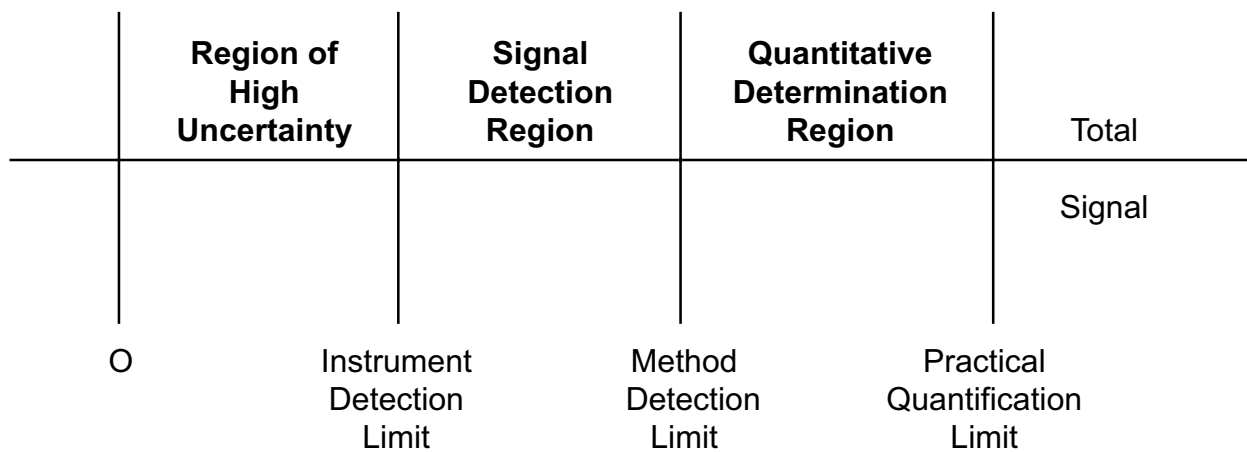 Region of
High
Uncertainty
Signal
Detection
Region
Quantitative
Determination
Region
Total
Signal
O
Instrument
Detection
Limit
Method
Detection
Limit
Practical
Quantification
Limit